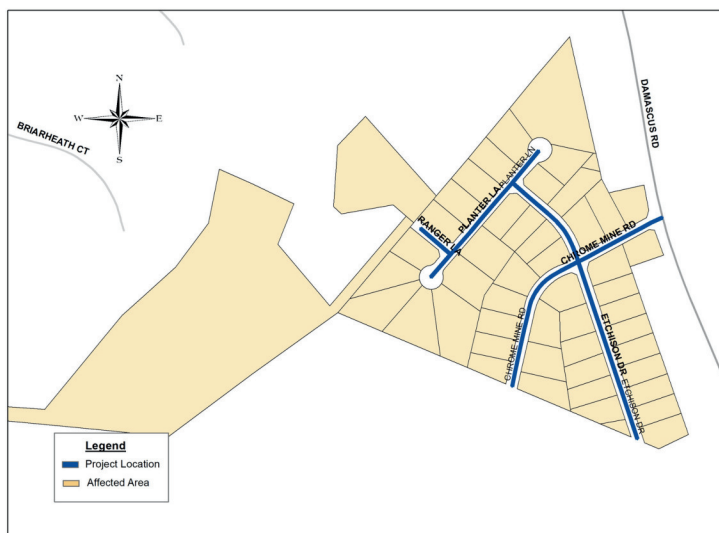 N
W E
S
BRIARHEATH CT
DAMASCUS RD
PLANTER LN
PLANTER LA
RANGER LA
CHROME MINE RD
CHROME MINE RD
ETCHISON DR
ETCHISON DR
Legend
Project Location
Affected Area